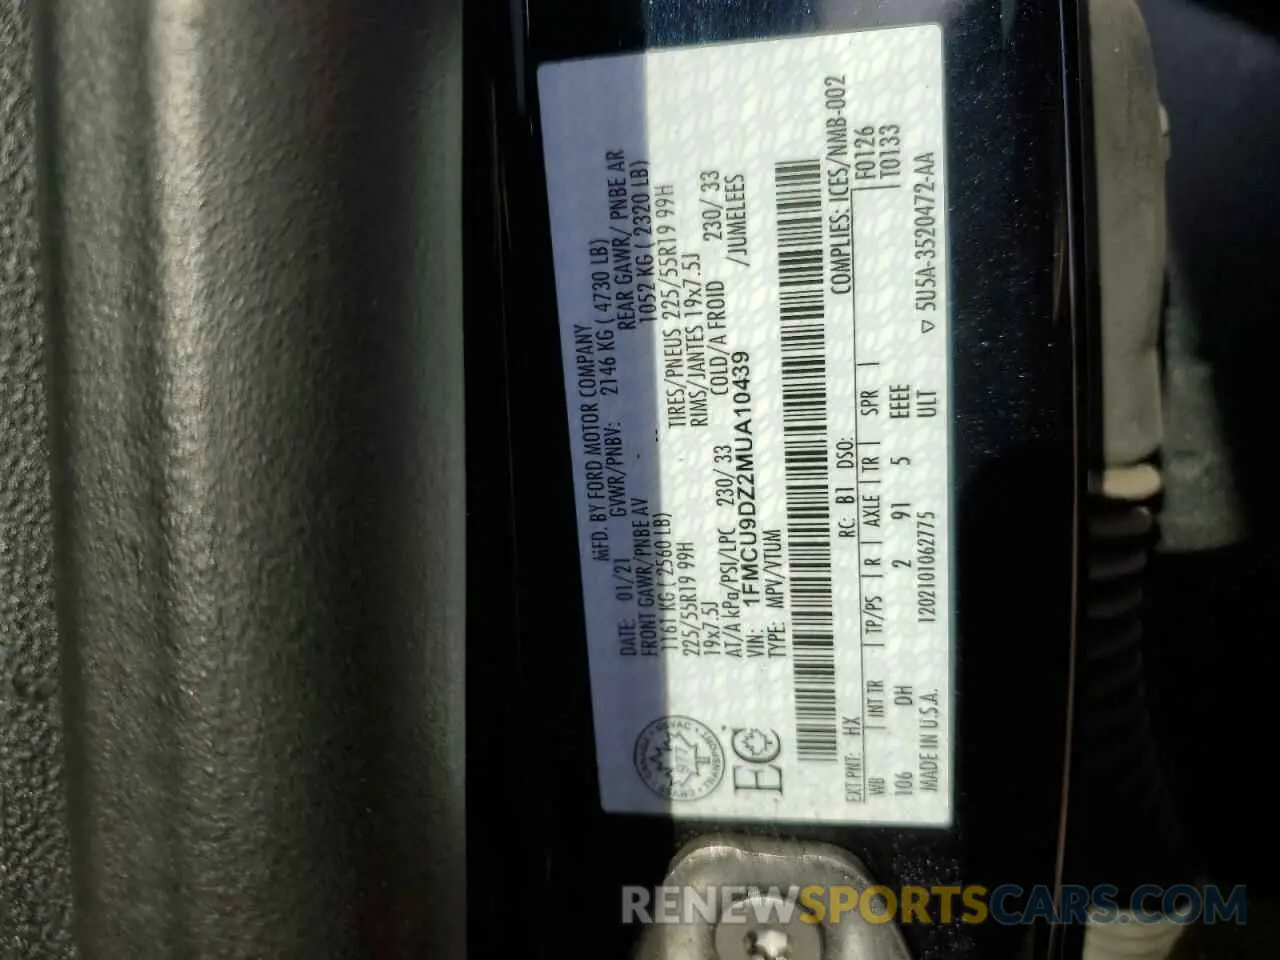 MFD. BY FORD MOTOR COMPANY
DATE: 01/21 GVWR/PNBV: 2146 KG ( 4730 LB)
FRONT GAWR/PNBE AV REAR GAWR/ PNBE AR
1161 KG ( 2560 LB) -- 1052 KG ( 2320 LB)
225/55R19 99H TIRES/PNEUS 225/55R19 99H
19x7.5J RIMS/JANTES 19x7.5J
AT/A kPa/PSI/LPC 230/ 33 COLD/A FROID 230/ 33
VIN: 1FMCU9DZ2MUA10439 /JUMELEES
TYPE: MPV/VTUM
EC
COMPLIES: ICES/NMB-002
EXT PNT: HX RC: B1 DSO: F0126
WB INT TR TP/PS R AXLE TR SPR T0133
106 DH 2 91 5 EEEE
MADE IN U.S.A. 1202101062775 ULT ▽ 5U5A-3520472-AA
RENEWSPORTSCARS.COM